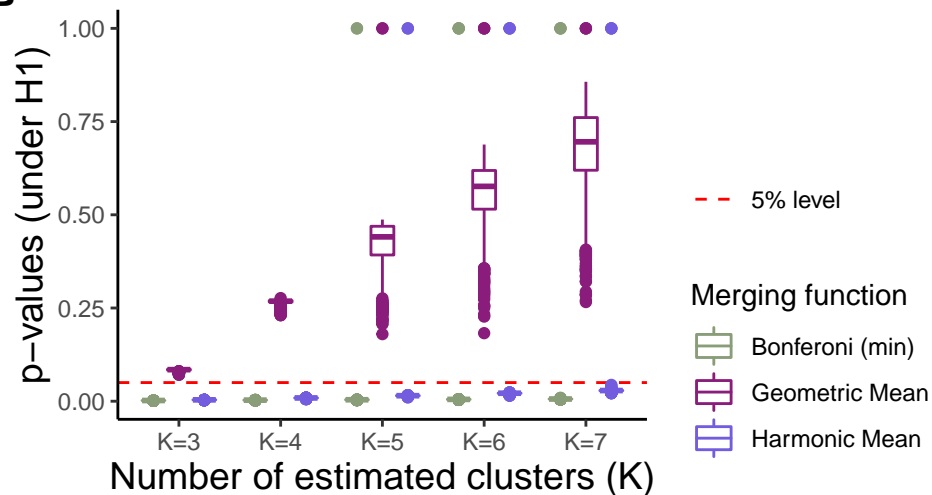 p−values (under H1)
1.00
0.75
0.50
0.25
0.00
K=3 K=4 K=5 K=6 K=7
Number of estimated clusters (K)
5% level
Merging function
Bonferoni (min)
Geometric Mean
Harmonic Mean